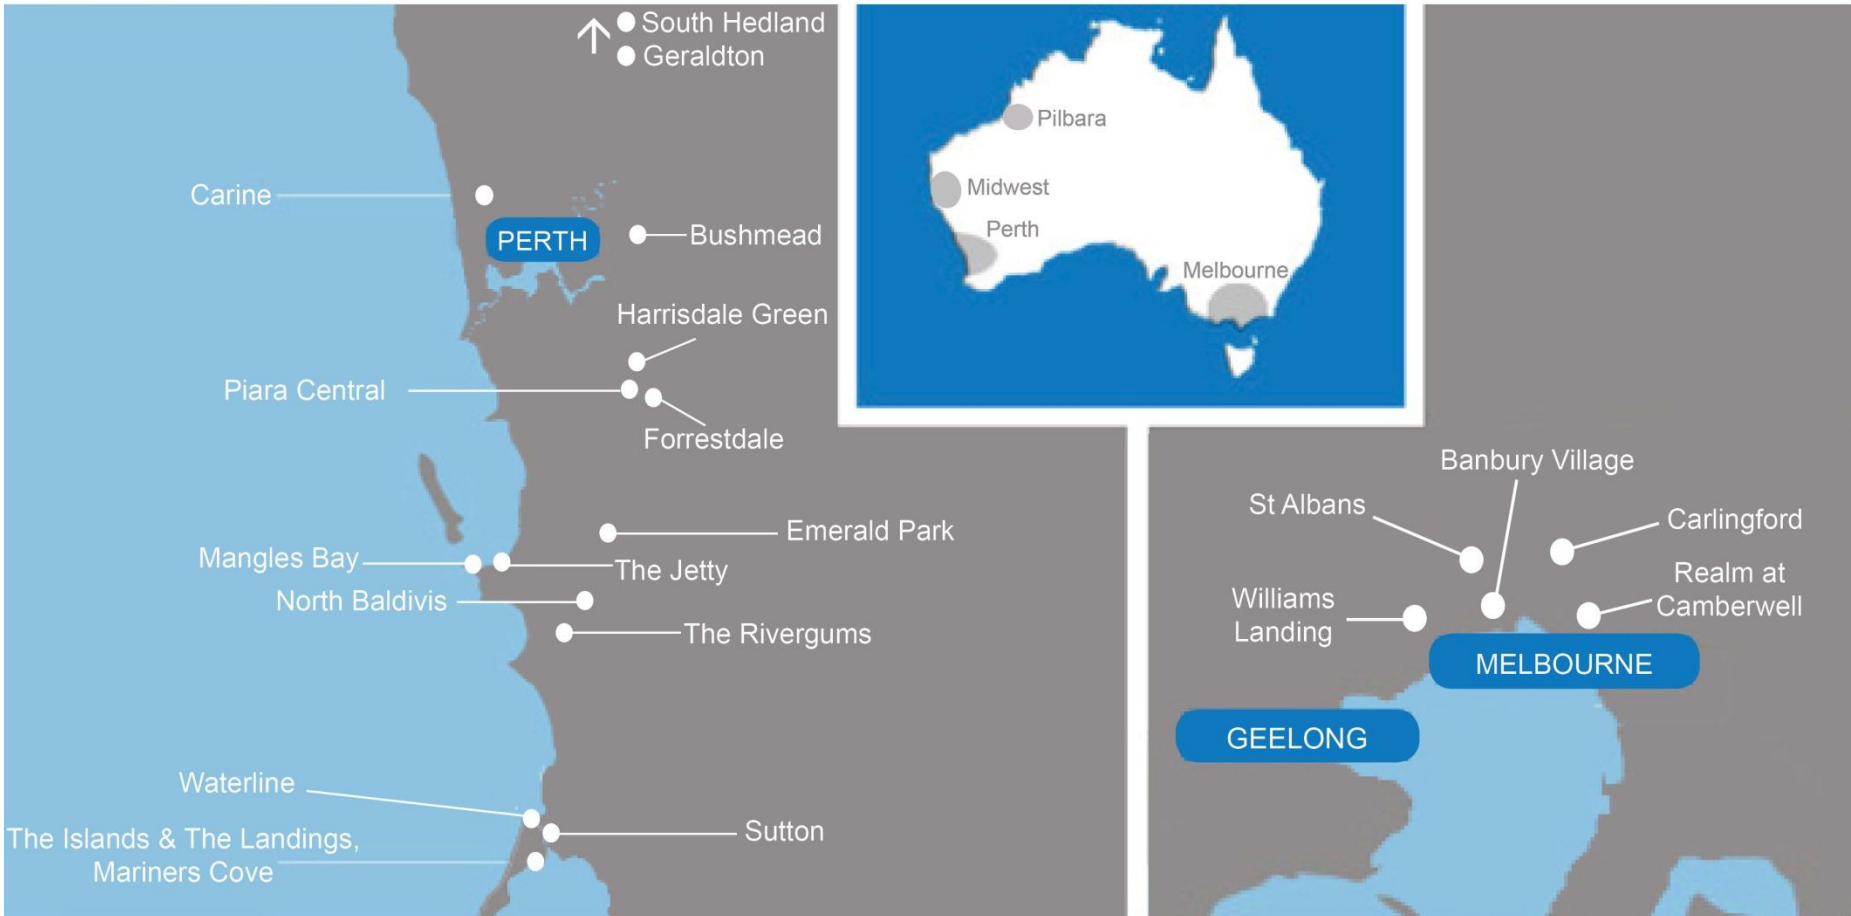 South Hedland
Geraldton
Carine
PERTH
Bushmead
Harrisdale Green
Piara Central
Forrestdale
Emerald Park
Mangles Bay
The Jetty
North Baldivis
The Rivergums
Waterline
The Islands & The Landings,
Mariners Cove
Sutton
Pilbara
Midwest
Perth
Melbourne
Banbury Village
St Albans
Carlingford
Realm at
Camberwell
Williams
Landing
MELBOURNE
GEELONG